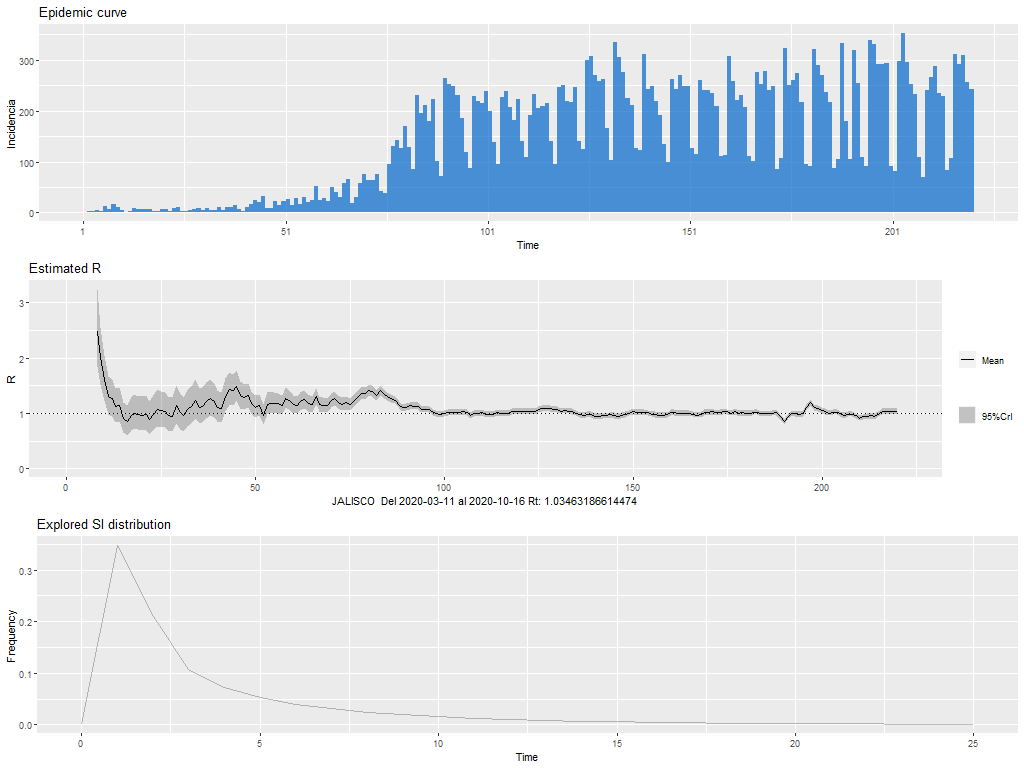 Epidemic curve
Incidencia
300
200
100
0
1
51
101
151
201
Time
Estimated R
R
3
2
1
0
0
50
100
150
200
Mean
95%CrI
JALISCO Del 2020-03-11 al 2020-10-16 Rt: 1.03463186614474
Explored SI distribution
Frequency
0.3
0.2
0.1
0.0
0
5
10
15
20
25
Time